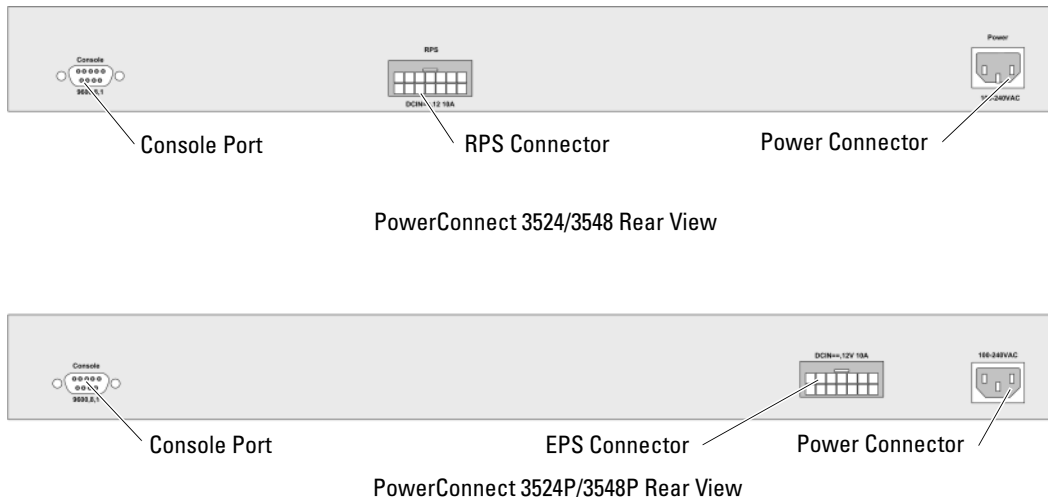 Console
9600,8,1
RPS
DCIN==,12 10A
Power
100-240VAC
Console Port
RPS Connector
Power Connector
PowerConnect 3524/3548 Rear View
Console
9600,8,1
DCIN==,12V 10A
100-240VAC
Console Port
EPS Connector
Power Connector
PowerConnect 3524P/3548P Rear View